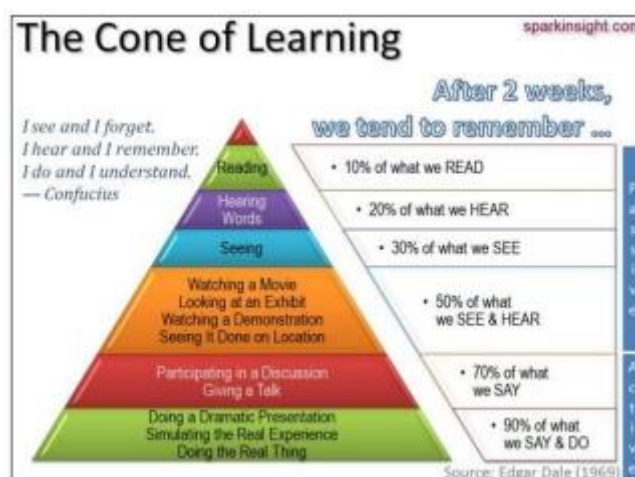 The Cone of Learning
sparkinsight.com
After 2 weeks,
we tend to remember ...
I see and I forget.
I hear and I remember.
I do and I understand.
— Confucius
Reading
• 10% of what we READ
Hearing
Words
• 20% of what we HEAR
Seeing
• 30% of what we SEE
Watching a Movie
Looking at an Exhibit
Watching a Demonstration
Seeing It Done on Location
• 50% of what
we SEE & HEAR
Passive
Participating in a Discussion
Giving a Talk
• 70% of what
we SAY
Doing a Dramatic Presentation
Simulating the Real Experience
Doing the Real Thing
• 90% of what
we SAY & DO
Active
Source: Edgar Dale (1969)